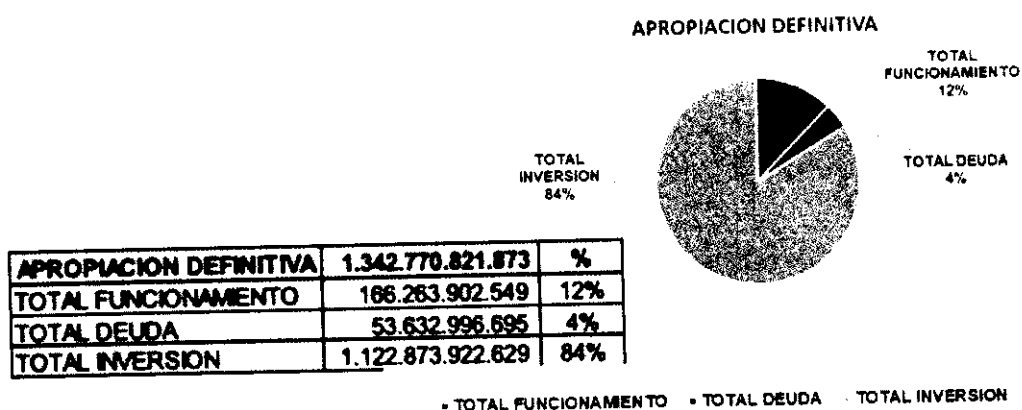 APROPIACION DEFINITIVA
TOTAL
FUNCIONAMIENTO
12%
TOTAL DEUDA
4%
TOTAL
INVERSION
84%
APROPIACION DEFINITIVA 1.342.770.821.873 %
TOTAL FUNCIONAMIENTO 166.263.902.549 12%
TOTAL DEUDA 53.632.996.695 4%
TOTAL INVERSION 1.122.873.922.629 84%
▪ TOTAL FUNCIONAMIENTO ▪ TOTAL DEUDA TOTAL INVERSION